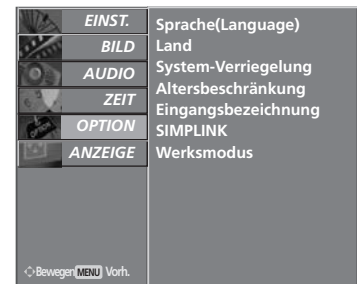 EINST.
BILD
AUDIO
ZEIT
OPTION
ANZEIGE
Sprache(Language)
Land
System-Verriegelung
Altersbeschränkung
Eingangsbezeichnung
SIMPLINK
Werksmodus
Bewegen MENU Vorh.